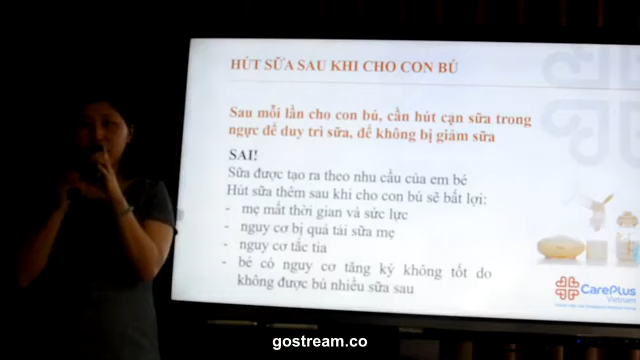 HÚT SỮA SAU KHI CHO CON BÚ
Sau mỗi lần cho con bú, cần hút cạn sữa trong
ngực để duy trì sữa, để không bị giảm sữa
SAI!
Sữa được tạo ra theo nhu cầu của em bé
Hút sữa thêm sau khi cho con bú sẽ bất lợi:
- mẹ mất thời gian và sức lực
- nguy cơ bị quá tải sữa mẹ
- nguy cơ tắc tia
- bé có nguy cơ tăng ký không tốt do
không được bú nhiều sữa sau
CarePlus
Vietnam
gostream.co